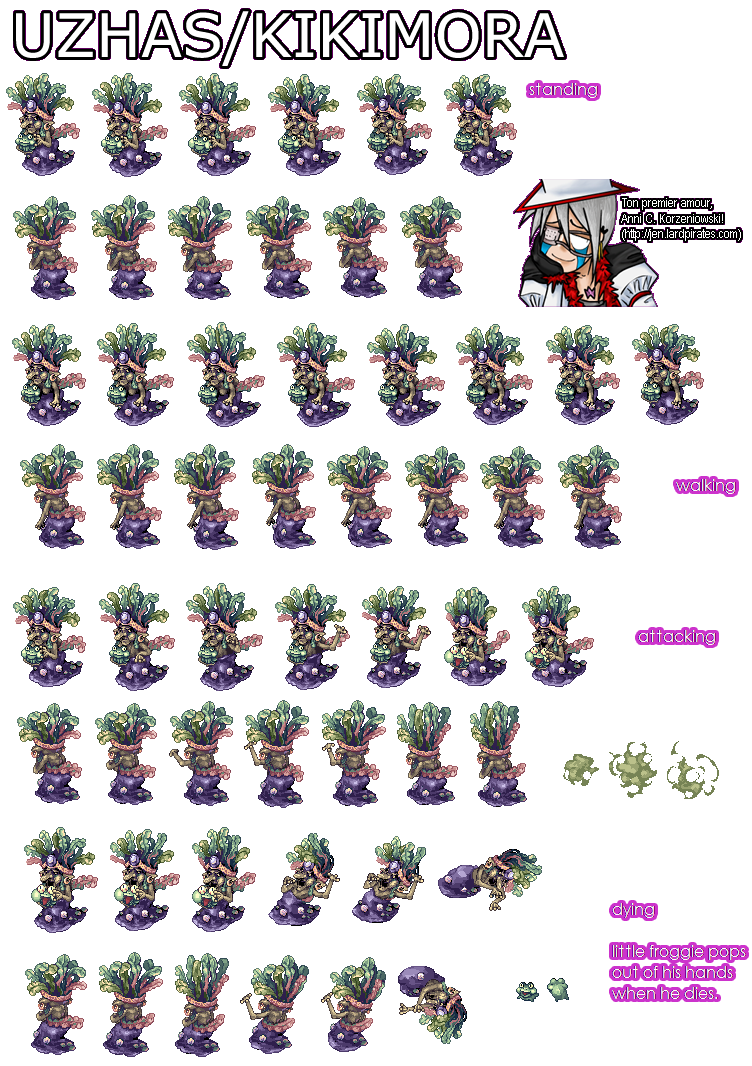 UZHAS/KIKIMORA
standing
Ton premier amour,
Anni C. Korzeniowski!
(http://jen.lardpirates.com)
walking
attacking
dying
little froggie pops
out of his hands
when he dies.